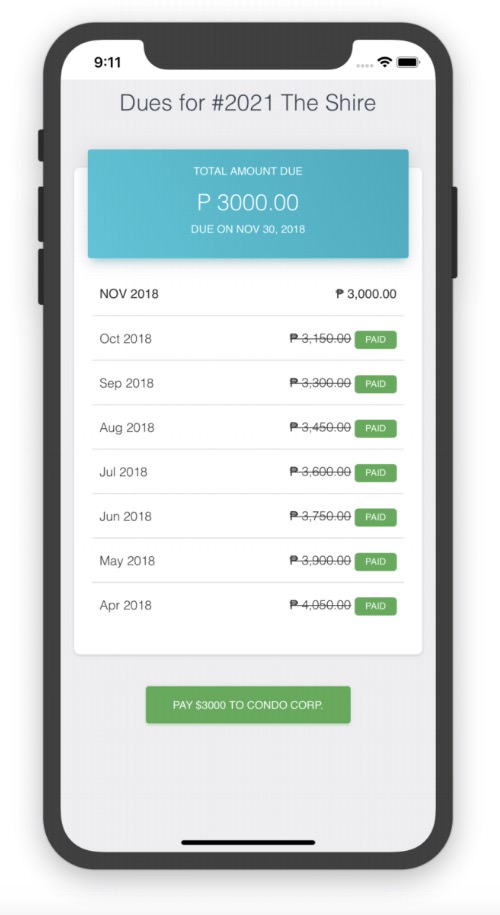 9:11
Dues for #2021 The Shire
TOTAL AMOUNT DUE
P 3000.00
DUE ON NOV 30, 2018
NOV 2018 ₱ 3,000.00
Oct 2018 ₱ 3,150.00 PAID
Sep 2018 ₱ 3,300.00 PAID
Aug 2018 ₱ 3,450.00 PAID
Jul 2018 ₱ 3,600.00 PAID
Jun 2018 ₱ 3,750.00 PAID
May 2018 ₱ 3,900.00 PAID
Apr 2018 ₱ 4,050.00 PAID
PAY $3000 TO CONDO CORP.